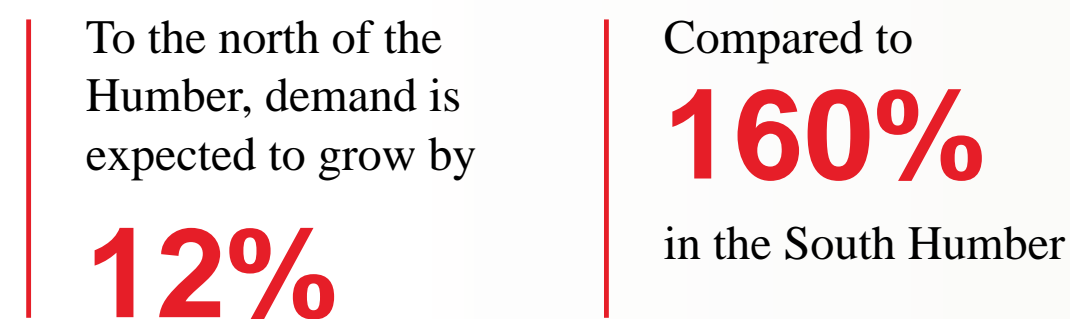 To the north of the
Humber, demand is
expected to grow by
12%
Compared to
160%
in the South Humber